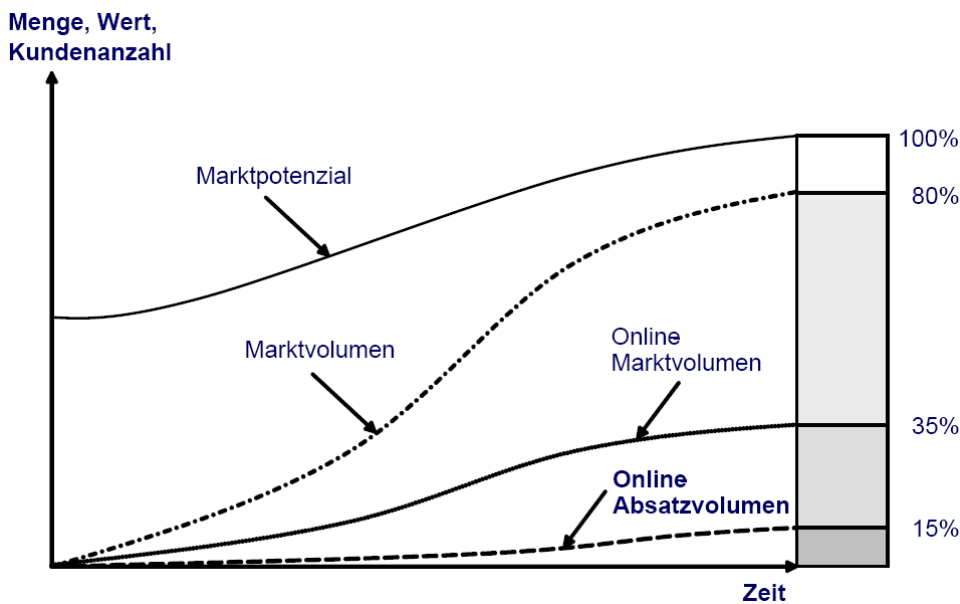 Menge, Wert,
Kundenanzahl
100%
Marktpotenzial
80%
Marktvolumen
Online
Marktvolumen
35%
Online
Absatzvolumen
15%
Zeit